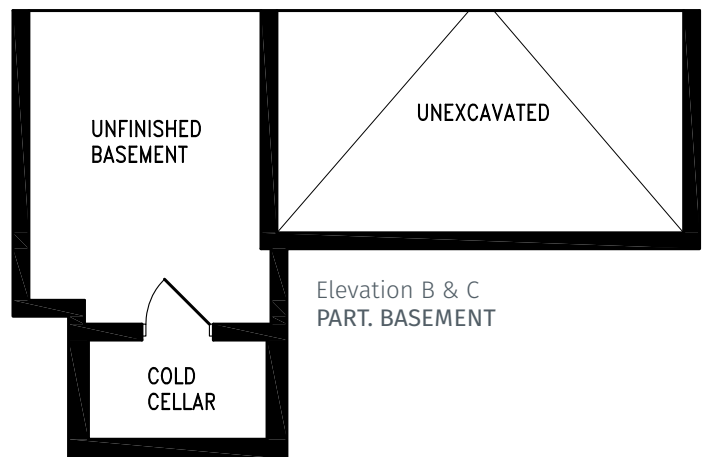 UNFINISHED
BASEMENT
UNEXCAVATED
Elevation B & C
PART. BASEMENT
COLD
CELLAR